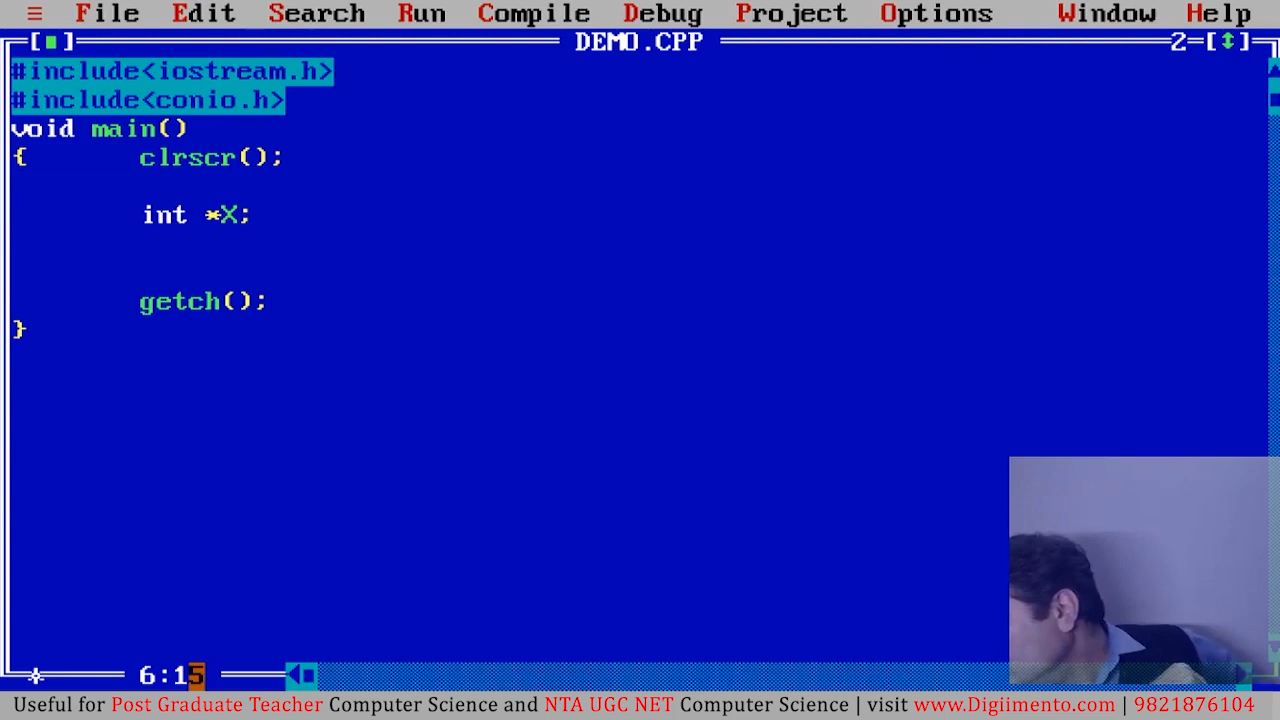 ≡ File Edit Search Run Compile Debug Project Options Window Help
[■] DEMO.CPP 2=[↕]
#include<iostream.h>
#include<conio.h>
void main()
{ clrscr();
int *X;
getch();
}
6:15
Useful for Post Graduate Teacher Computer Science and NTA UGC NET Computer Science | visit www.Digiimento.com | 9821876104